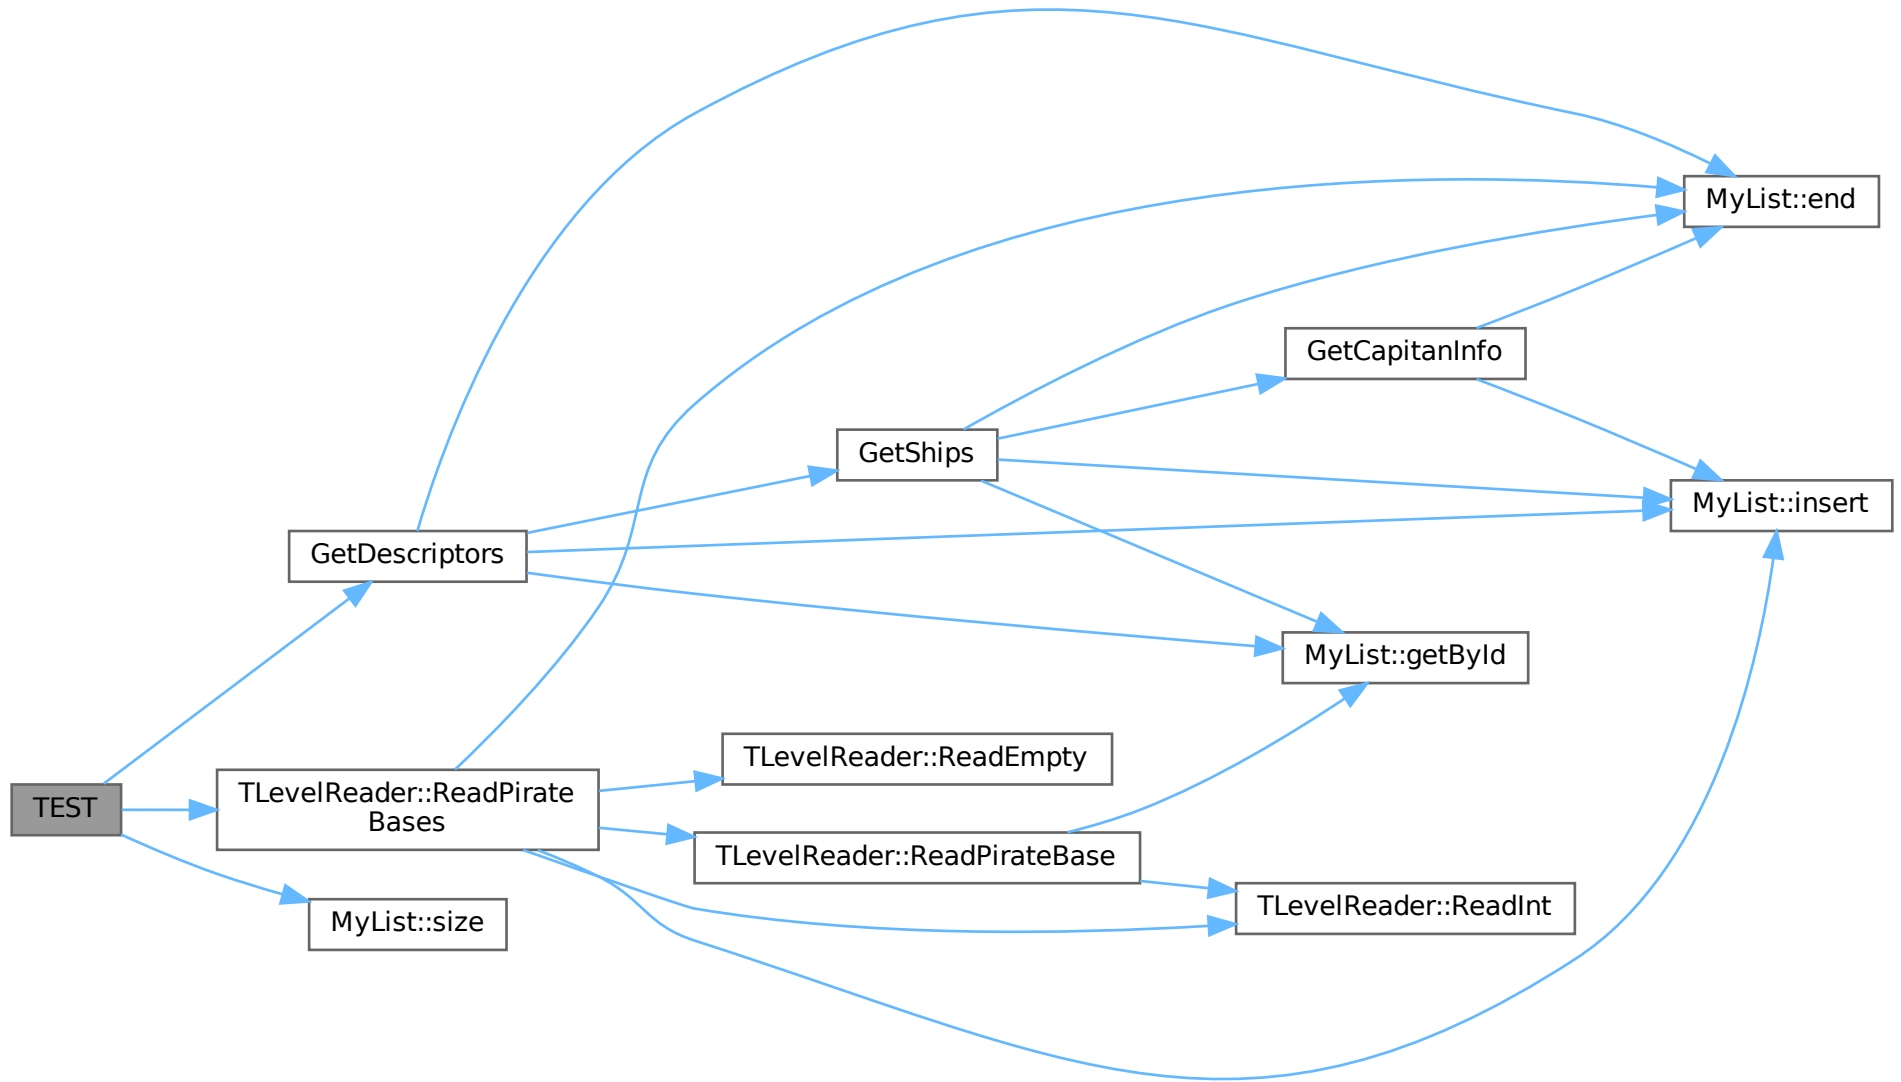 MyList::end
GetCapitanInfo
GetShips
MyList::insert
GetDescriptors
MyList::getById
TLevelReader::ReadEmpty
TEST
TLevelReader::ReadPirate
Bases
TLevelReader::ReadPirateBase
TLevelReader::ReadInt
MyList::size